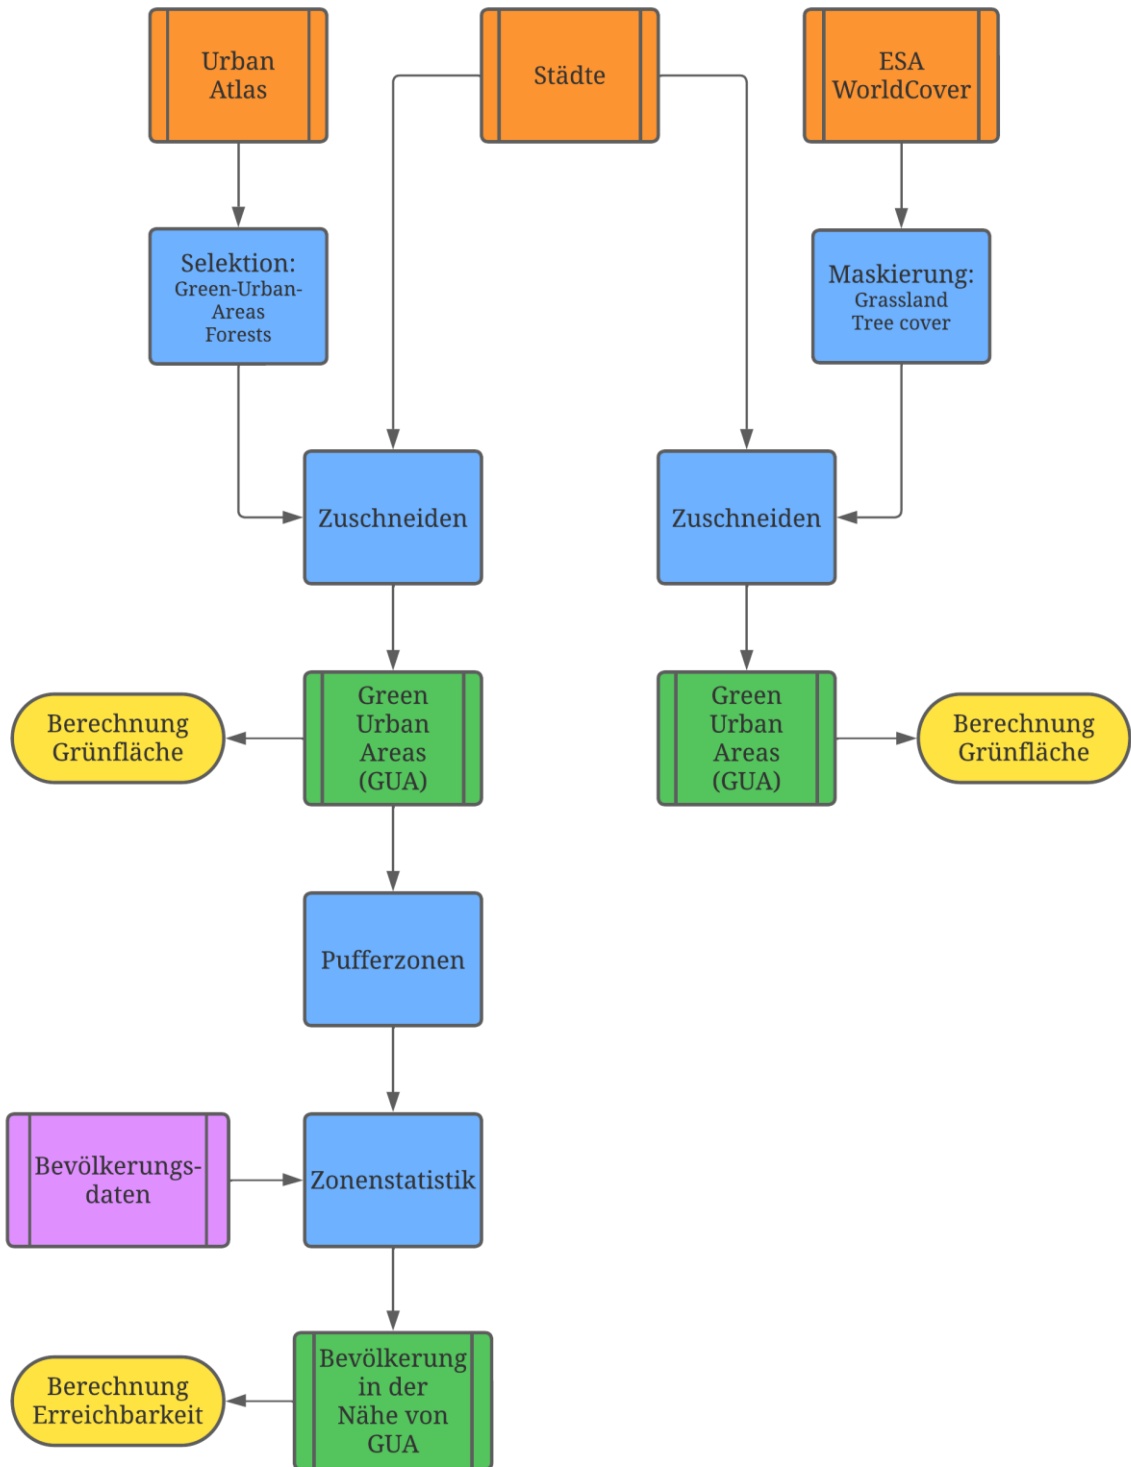 Urban
Atlas
Städte
ESA
WorldCover
Selektion:
Green-Urban-
Areas
Forests
Maskierung:
Grassland
Tree cover
Zuschneiden
Zuschneiden
Berechnung
Grünfläche
Green
Urban
Areas
(GUA)
Green
Urban
Areas
(GUA)
Berechnung
Grünfläche
Pufferzonen
Bevölkerungs-
daten
Zonenstatistik
Berechnung
Erreichbarkeit
Bevölkerung
in der
Nähe von
GUA